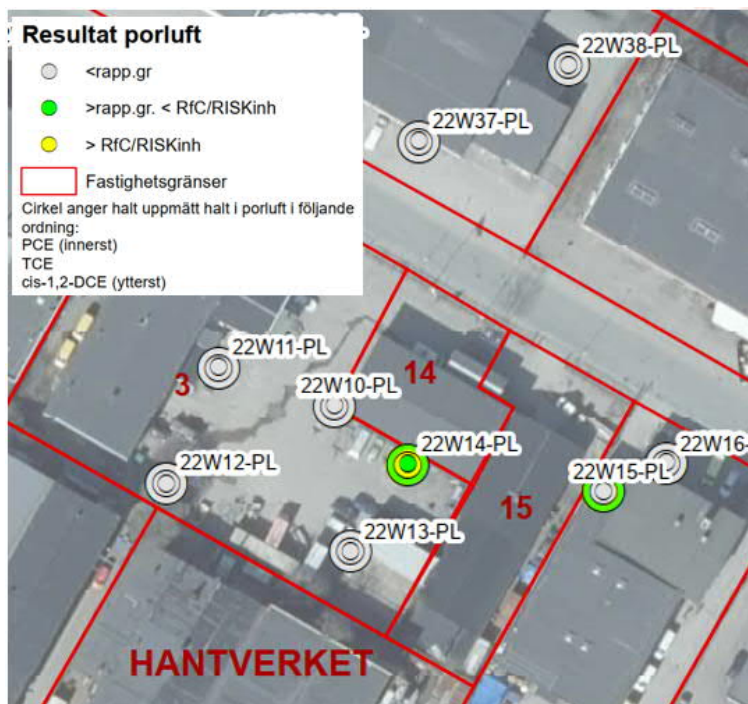 Resultat porluft
<rapp.gr
>rapp.gr. < RfC/RISKinh
> RfC/RISKinh
Fastighetsgränser
Cirkel anger halt uppmätt halt i porluft i följande
ordning:
PCE (innerst)
TCE
cis-1,2-DCE (ytterst)
22W38-PL
22W37-PL
22W11-PL
3
22W10-PL
14
22W14-PL
22W16-
22W15-PL
22W12-PL
15
22W13-PL
HANTVERKET